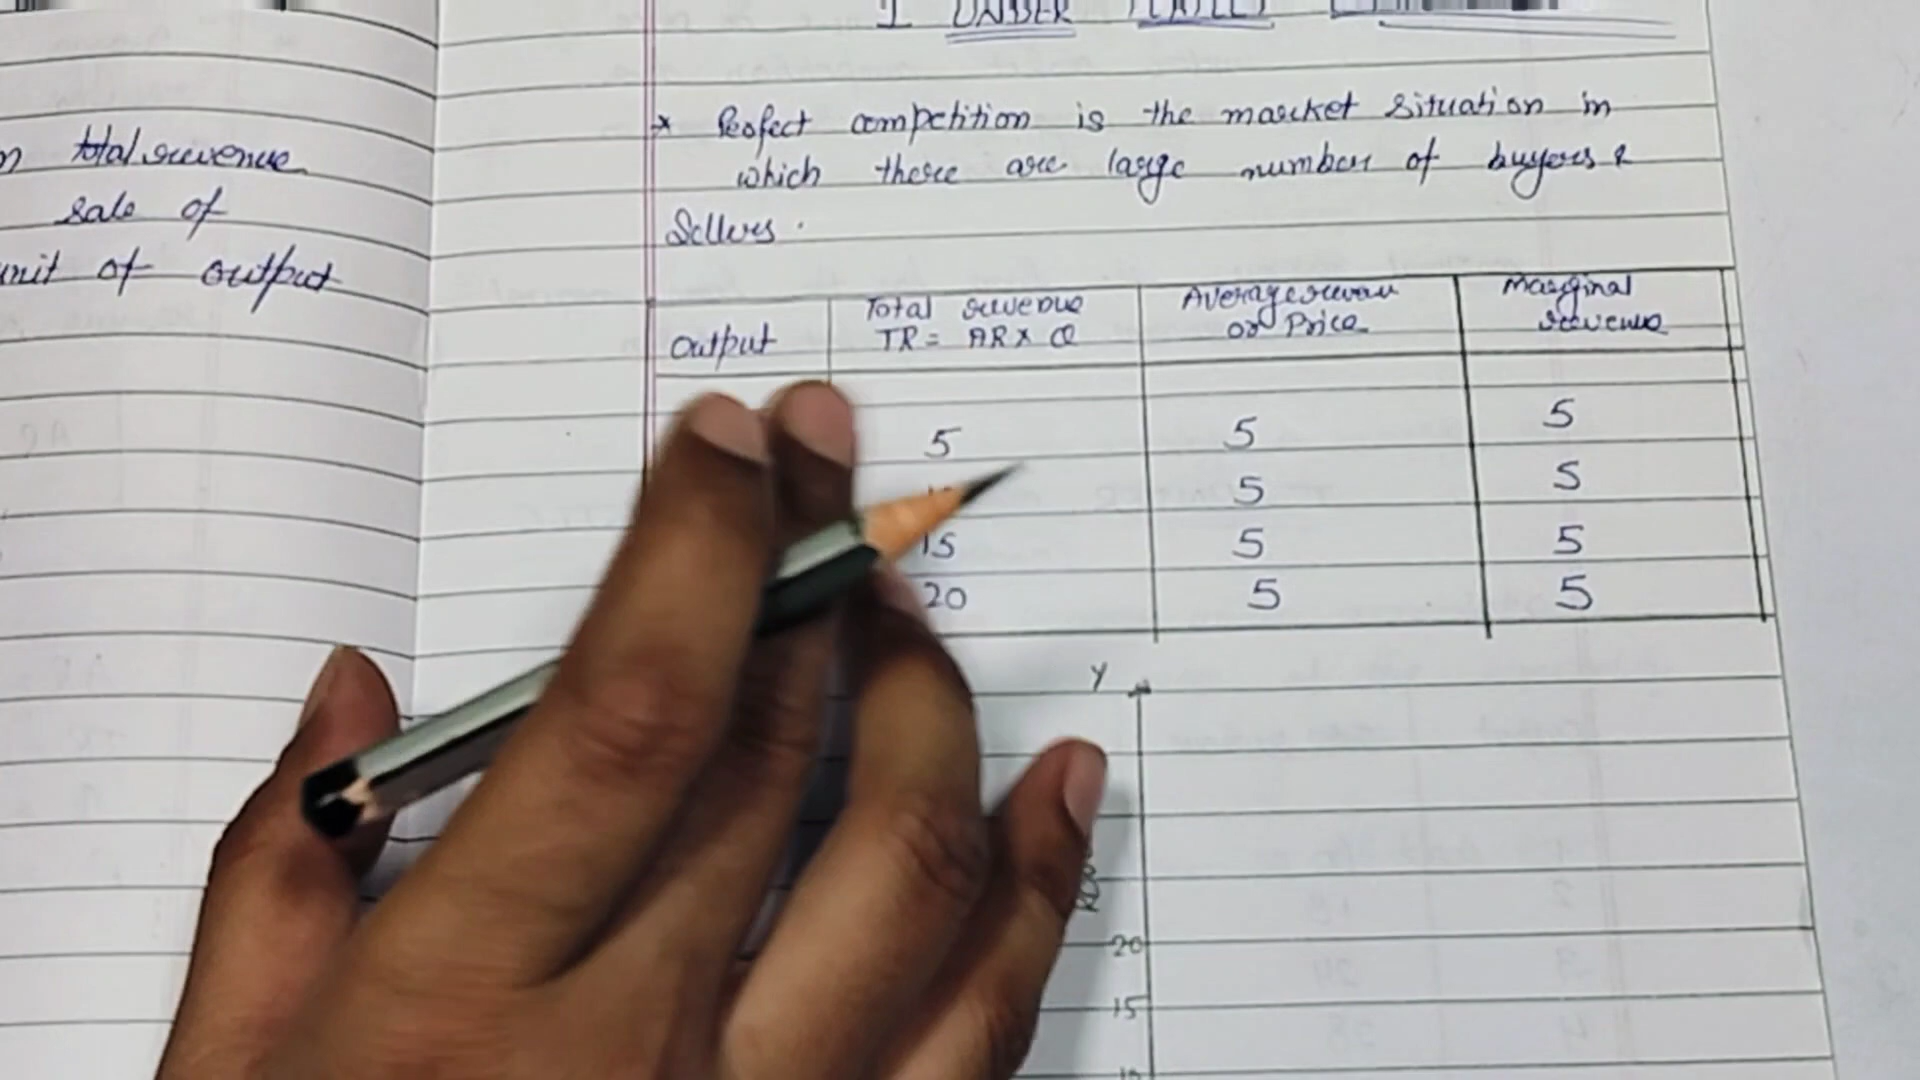 total revenue
sale of
unit of output
UNDER
* Perfect competition is the market situation in
which there are large number of buyers &
Sellers.
Output
Total revenue
TR = AR x Q
Average revenue
or Price
Marginal
revenue
5 5 5
5 5
15 5 5
20 5 5
Y
20
15